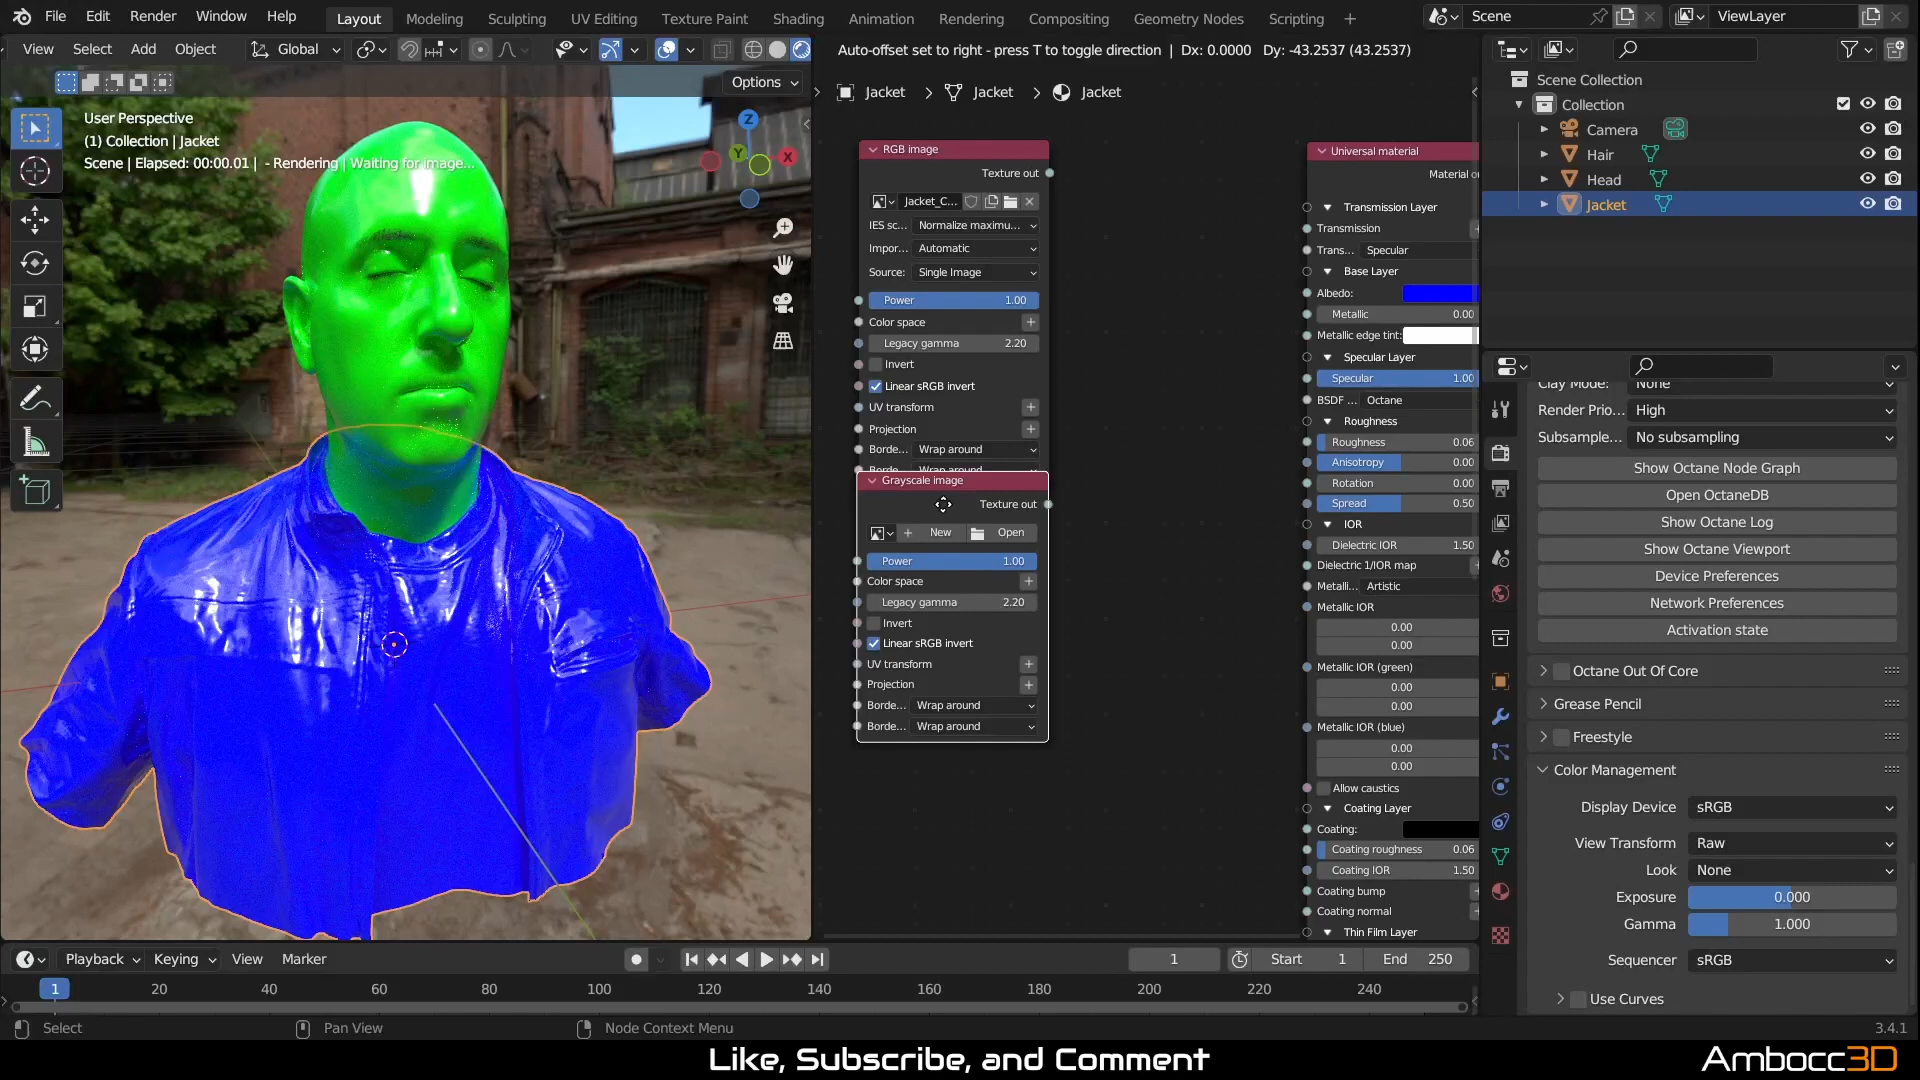 File Edit Render Window Help Layout Modeling Sculpting UV Editing Texture Paint Shading Animation Rendering Compositing Geometry Nodes Scripting + Scene ViewLayer
View Select Add Object Global
Auto-offset set to right - press T to toggle direction | Dx: 0.0000 Dy: -43.2537 (43.2537)
Options
Jacket > Jacket > Jacket
User Perspective
(1) Collection | Jacket
Scene | Elapsed: 00:00.01 | - Rendering | Waiting for image...
Z
Y
X
RGB image
Texture out
Jacket_C...
IES sc... Normalize maximu...
Impor... Automatic
Source: Single Image
Power 1.00
Color space
Legacy gamma 2.20
Invert
Linear sRGB invert
UV transform
Projection
Borde... Wrap around
Borde... Wrap around
Grayscale image
Texture out
New Open
Power 1.00
Color space
Legacy gamma 2.20
Invert
Linear sRGB invert
UV transform
Projection
Borde... Wrap around
Borde... Wrap around
Universal material
Material ou
Transmission Layer
Transmission
Trans... Specular
Base Layer
Albedo:
Metallic 0.00
Metallic edge tint:
Specular Layer
Specular 1.00
BSDF ... Octane
Roughness
Roughness 0.06
Anisotropy 0.00
Rotation 0.00
Spread 0.50
IOR
Dielectric IOR 1.50
Dielectric 1/IOR map
Metalli... Artistic
Metallic IOR
0.00
0.00
Metallic IOR (green)
0.00
0.00
Metallic IOR (blue)
0.00
0.00
Allow caustics
Coating Layer
Coating:
Coating roughness 0.06
Coating IOR 1.50
Coating bump
Coating normal
Thin Film Layer
Scene Collection
Collection
Camera
Hair
Head
Jacket
Clay Mode: None
Render Prio... High
Subsample... No subsampling
Show Octane Node Graph
Open OctaneDB
Show Octane Log
Show Octane Viewport
Device Preferences
Network Preferences
Activation state
Octane Out Of Core
Grease Pencil
Freestyle
Color Management
Display Device sRGB
View Transform Raw
Look None
Exposure 0.000
Gamma 1.000
Sequencer sRGB
Use Curves
Playback Keying View Marker 1 Start 1 End 250
1 20 40 60 80 100 120 140 160 180 200 220 240
Select Pan View Node Context Menu 3.4.1
Like, Subscribe, and Comment
Ambocc3D